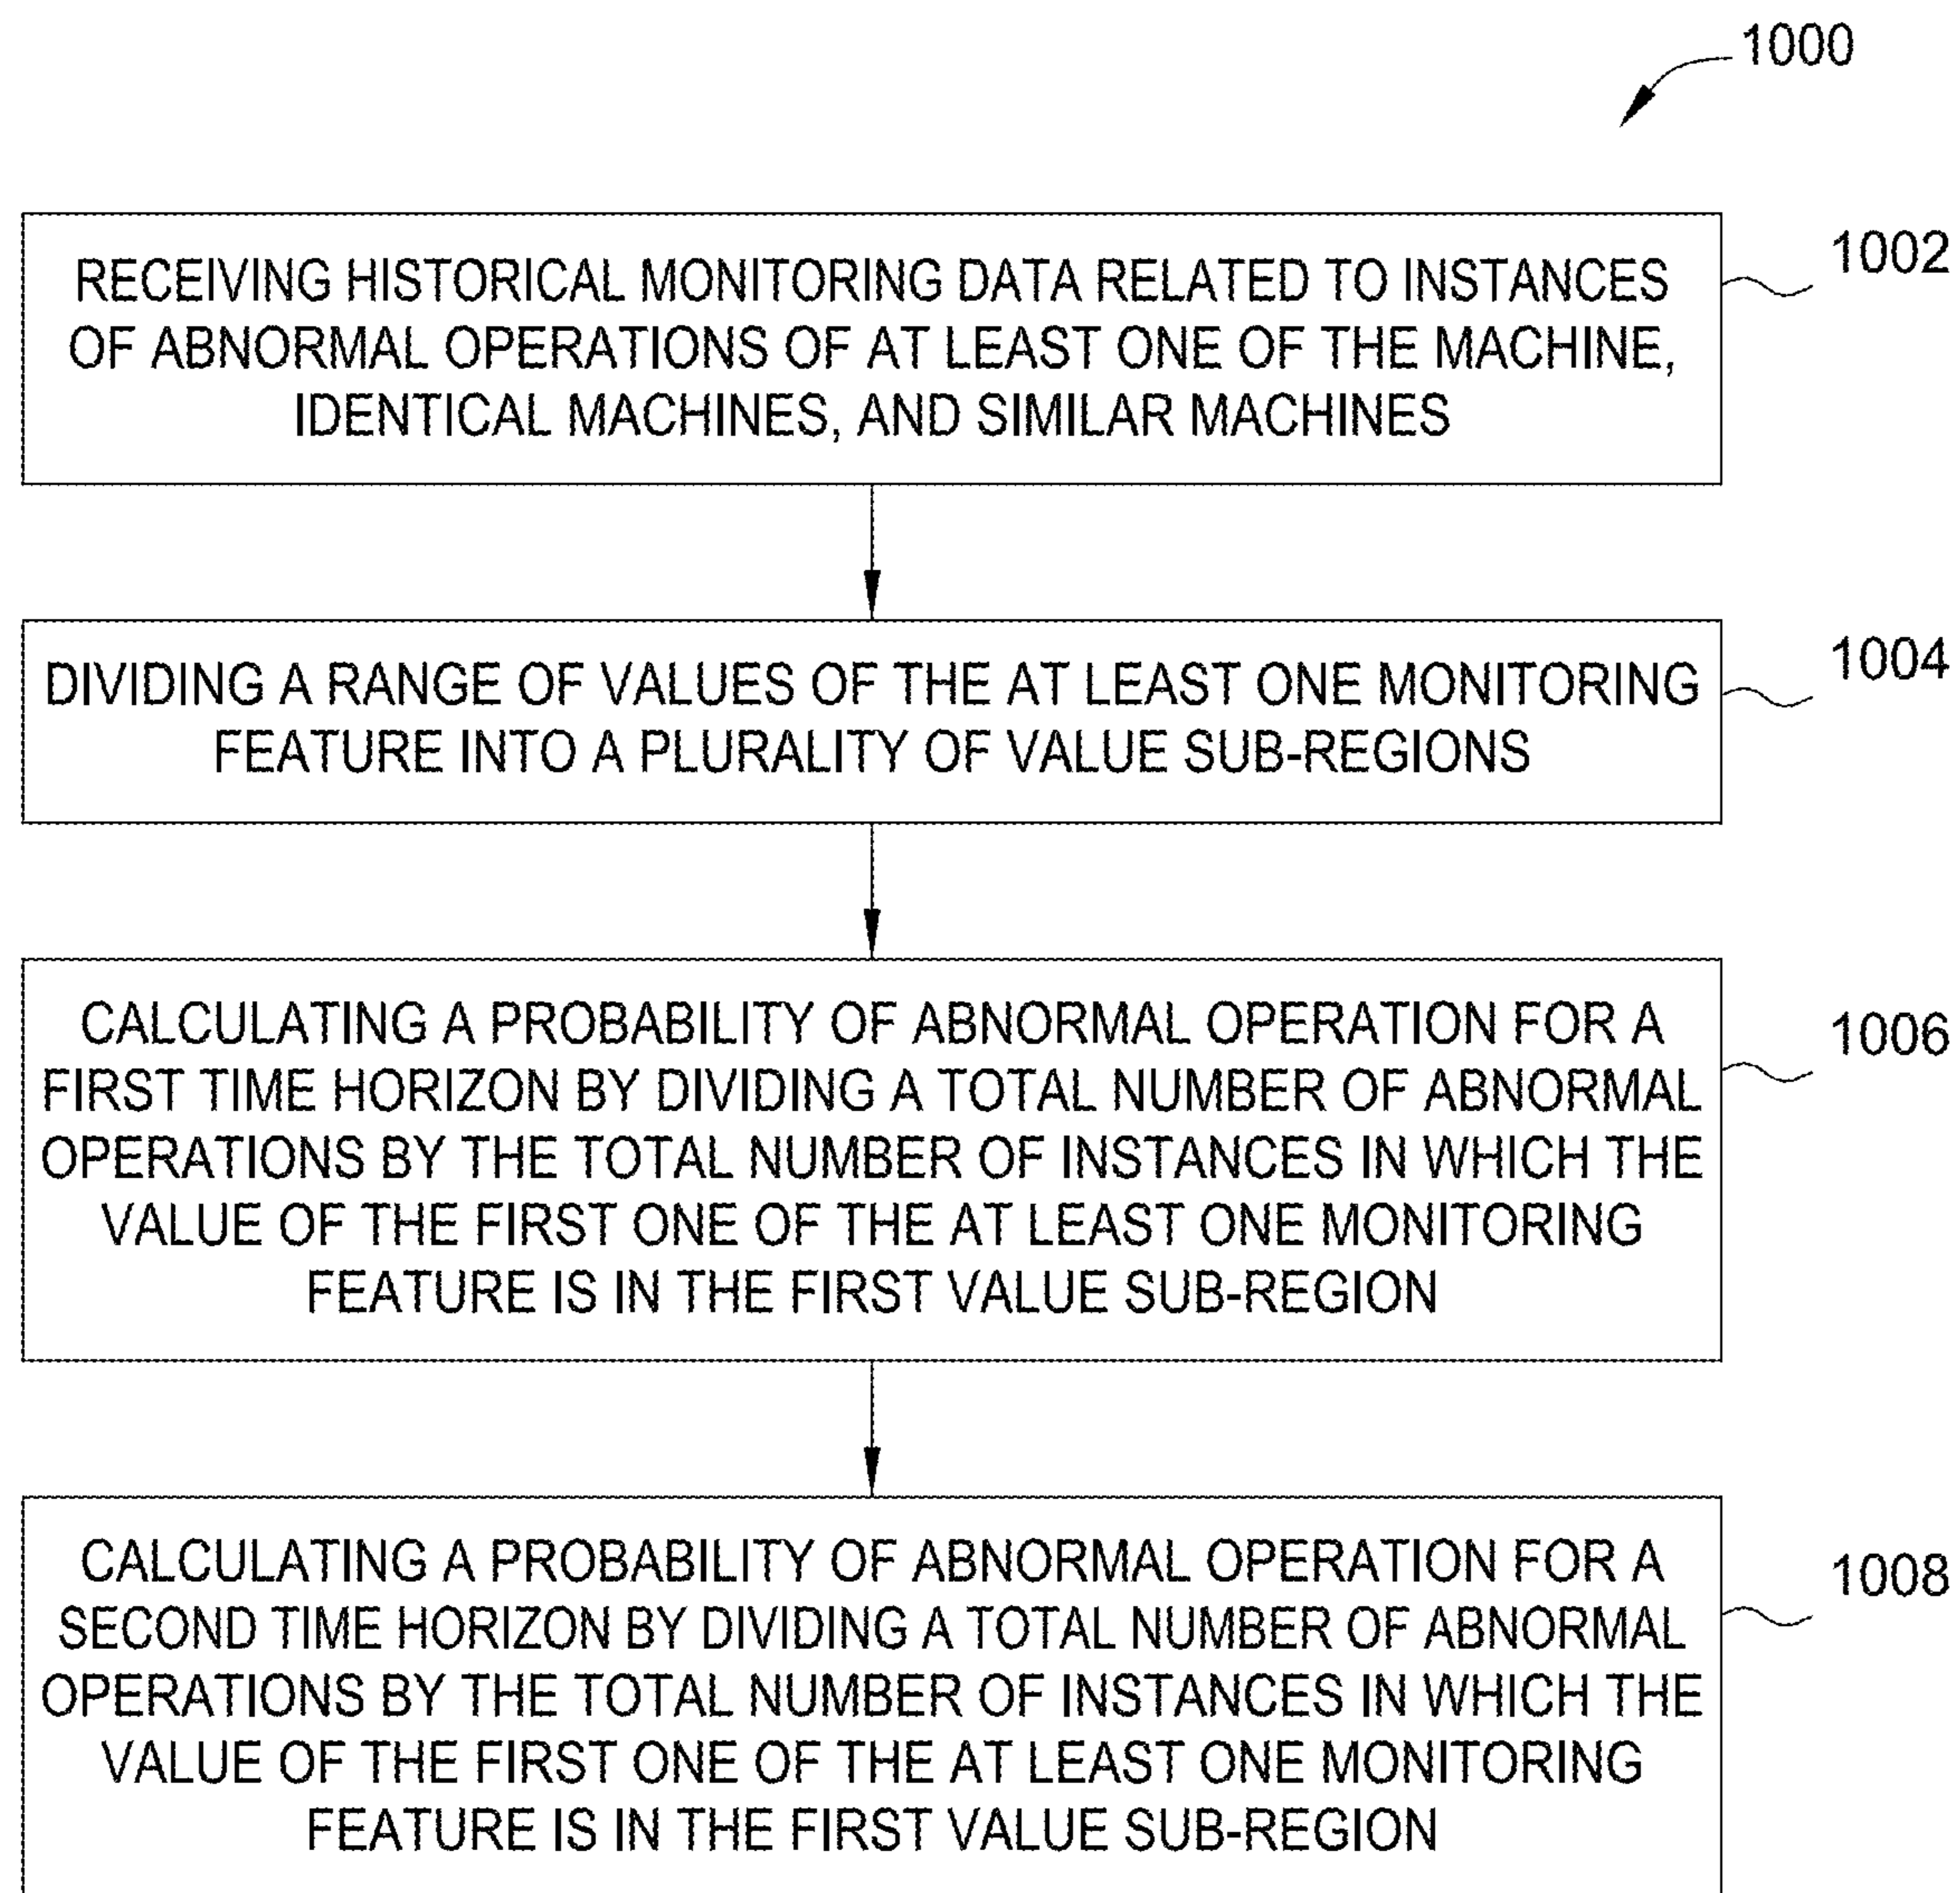 1000
RECEIVING HISTORICAL MONITORING DATA RELATED TO INSTANCES
OF ABNORMAL OPERATIONS OF AT LEAST ONE OF THE MACHINE,
IDENTICAL MACHINES, AND SIMILAR MACHINES
1002
DIVIDING A RANGE OF VALUES OF THE AT LEAST ONE MONITORING
FEATURE INTO A PLURALITY OF VALUE SUB-REGIONS
1004
CALCULATING A PROBABILITY OF ABNORMAL OPERATION FOR A
FIRST TIME HORIZON BY DIVIDING A TOTAL NUMBER OF ABNORMAL
OPERATIONS BY THE TOTAL NUMBER OF INSTANCES IN WHICH THE
VALUE OF THE FIRST ONE OF THE AT LEAST ONE MONITORING
FEATURE IS IN THE FIRST VALUE SUB-REGION
1006
CALCULATING A PROBABILITY OF ABNORMAL OPERATION FOR A
SECOND TIME HORIZON BY DIVIDING A TOTAL NUMBER OF ABNORMAL
OPERATIONS BY THE TOTAL NUMBER OF INSTANCES IN WHICH THE
VALUE OF THE FIRST ONE OF THE AT LEAST ONE MONITORING
FEATURE IS IN THE FIRST VALUE SUB-REGION
1008